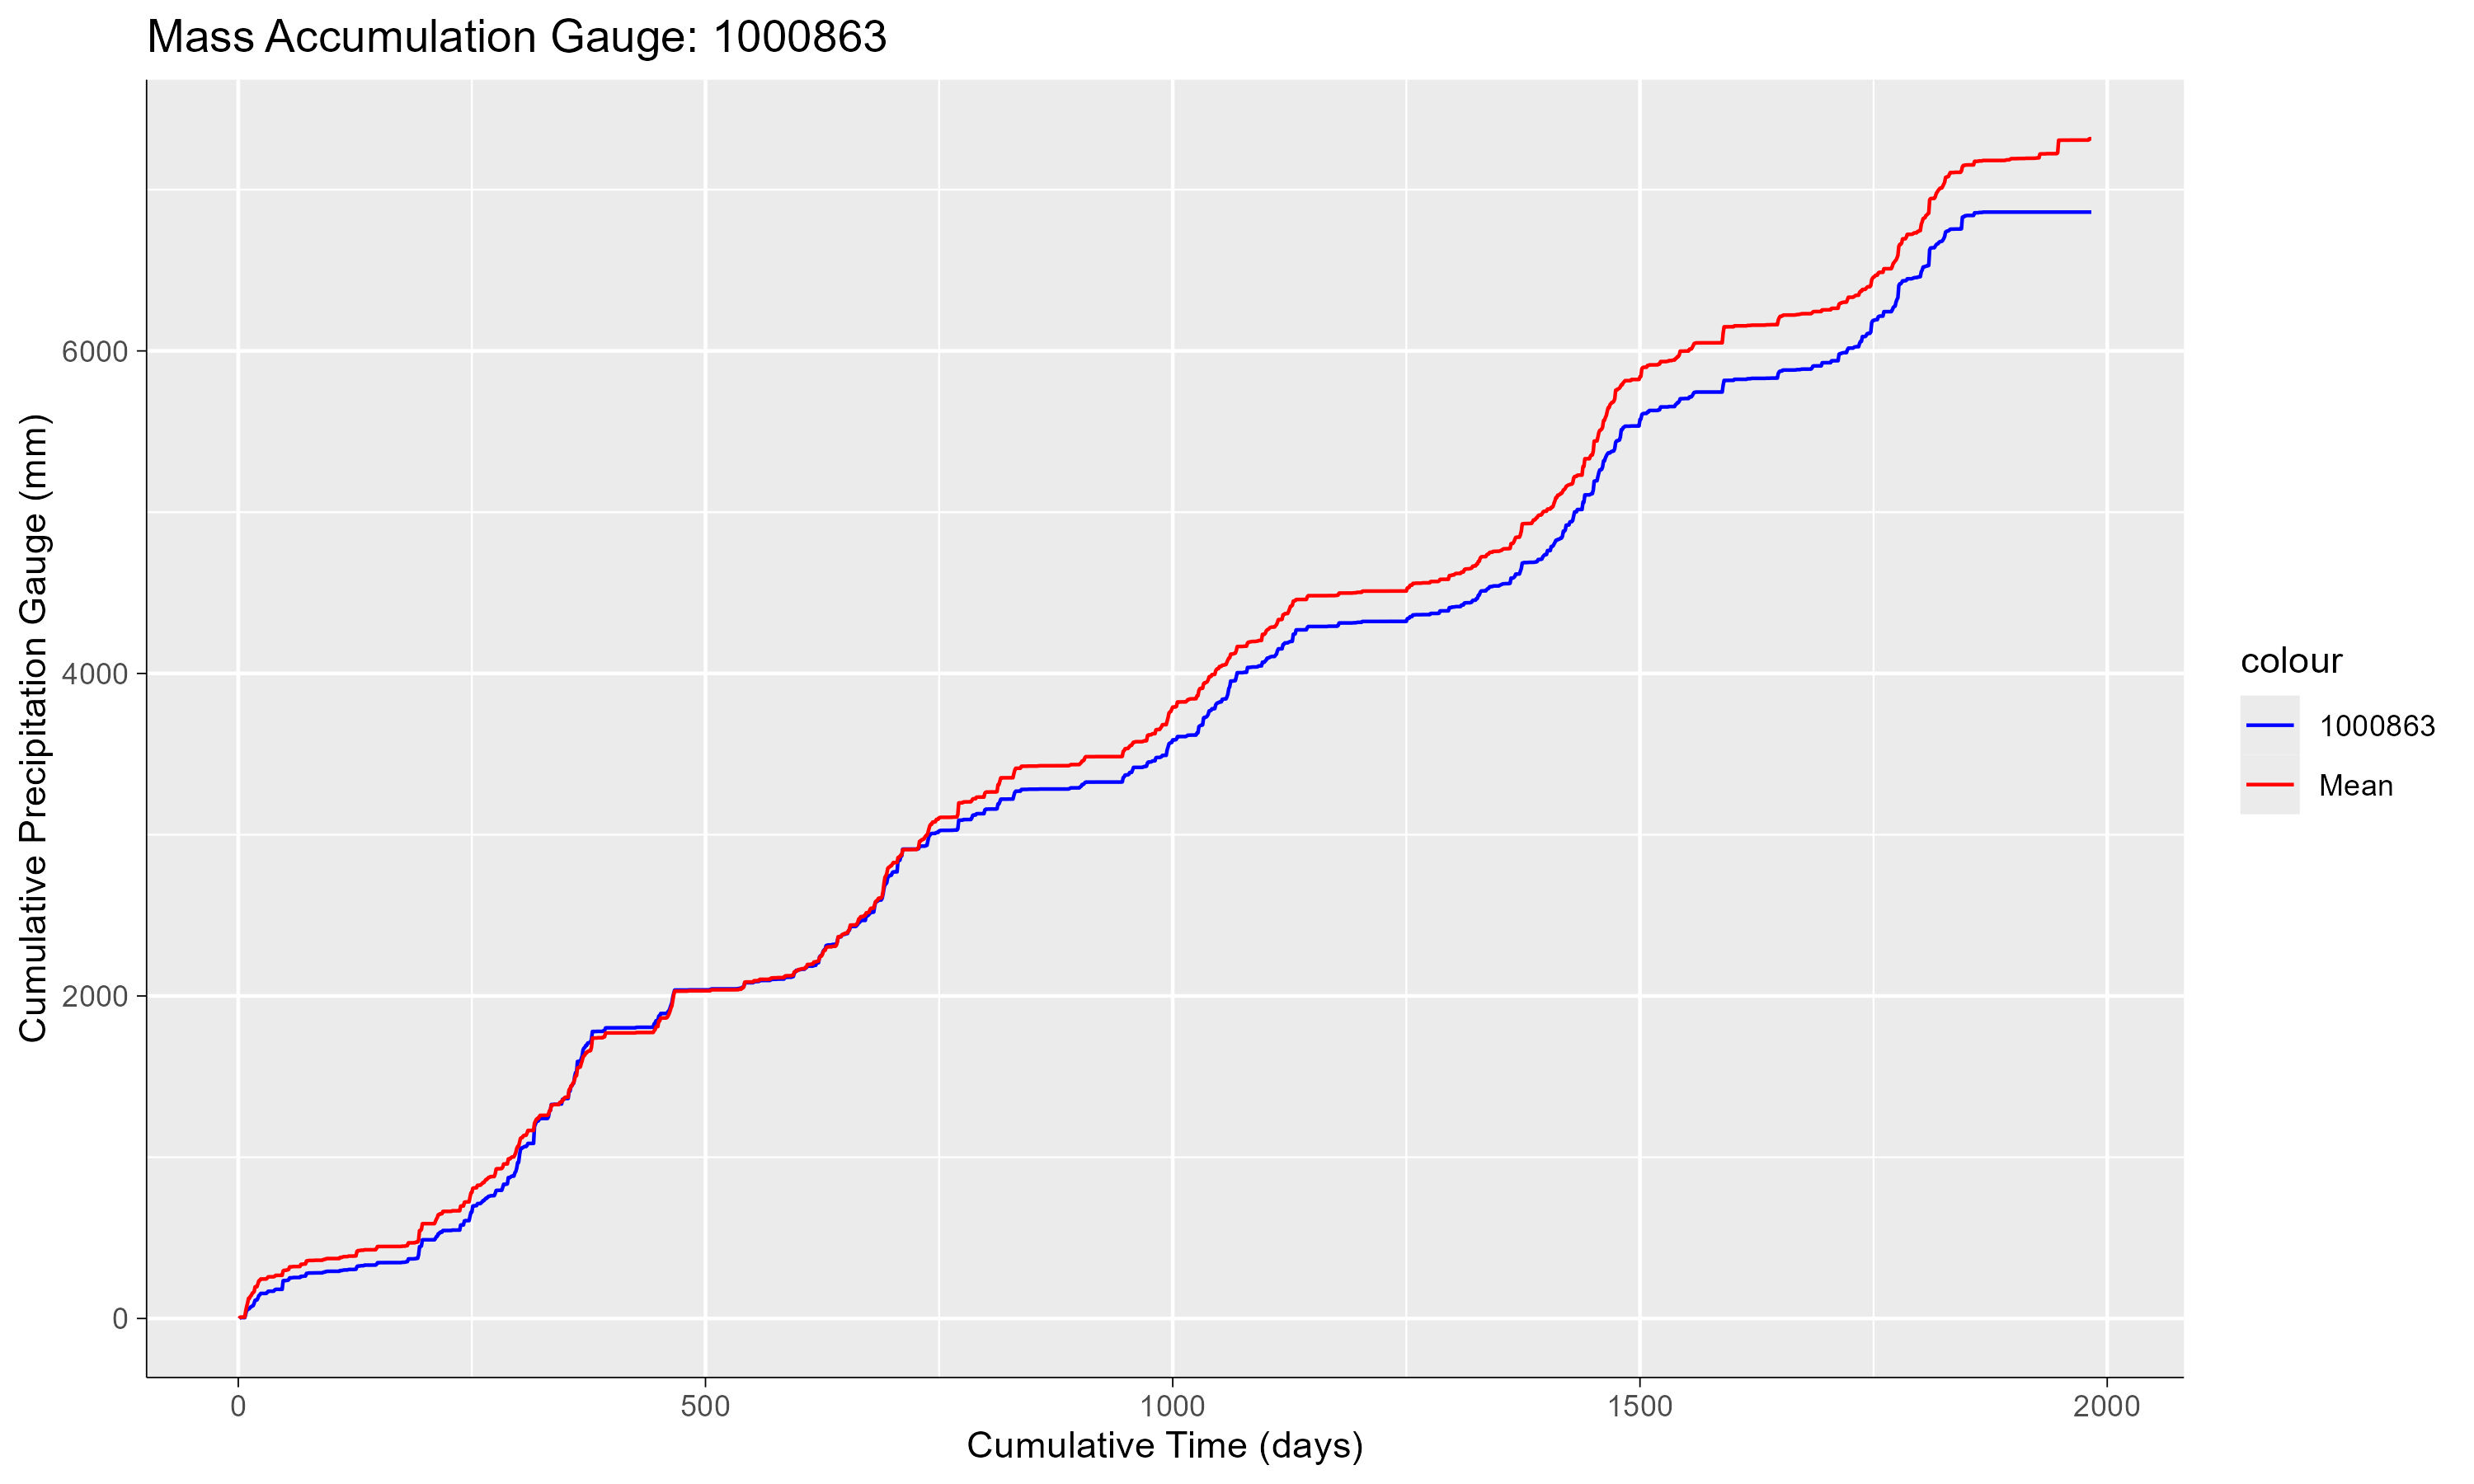 Mass Accumulation Gauge: 1000863
Cumulative Precipitation Gauge (mm)
6000
4000
2000
0
0 500 1000 1500 2000
Cumulative Time (days)
colour
1000863
Mean